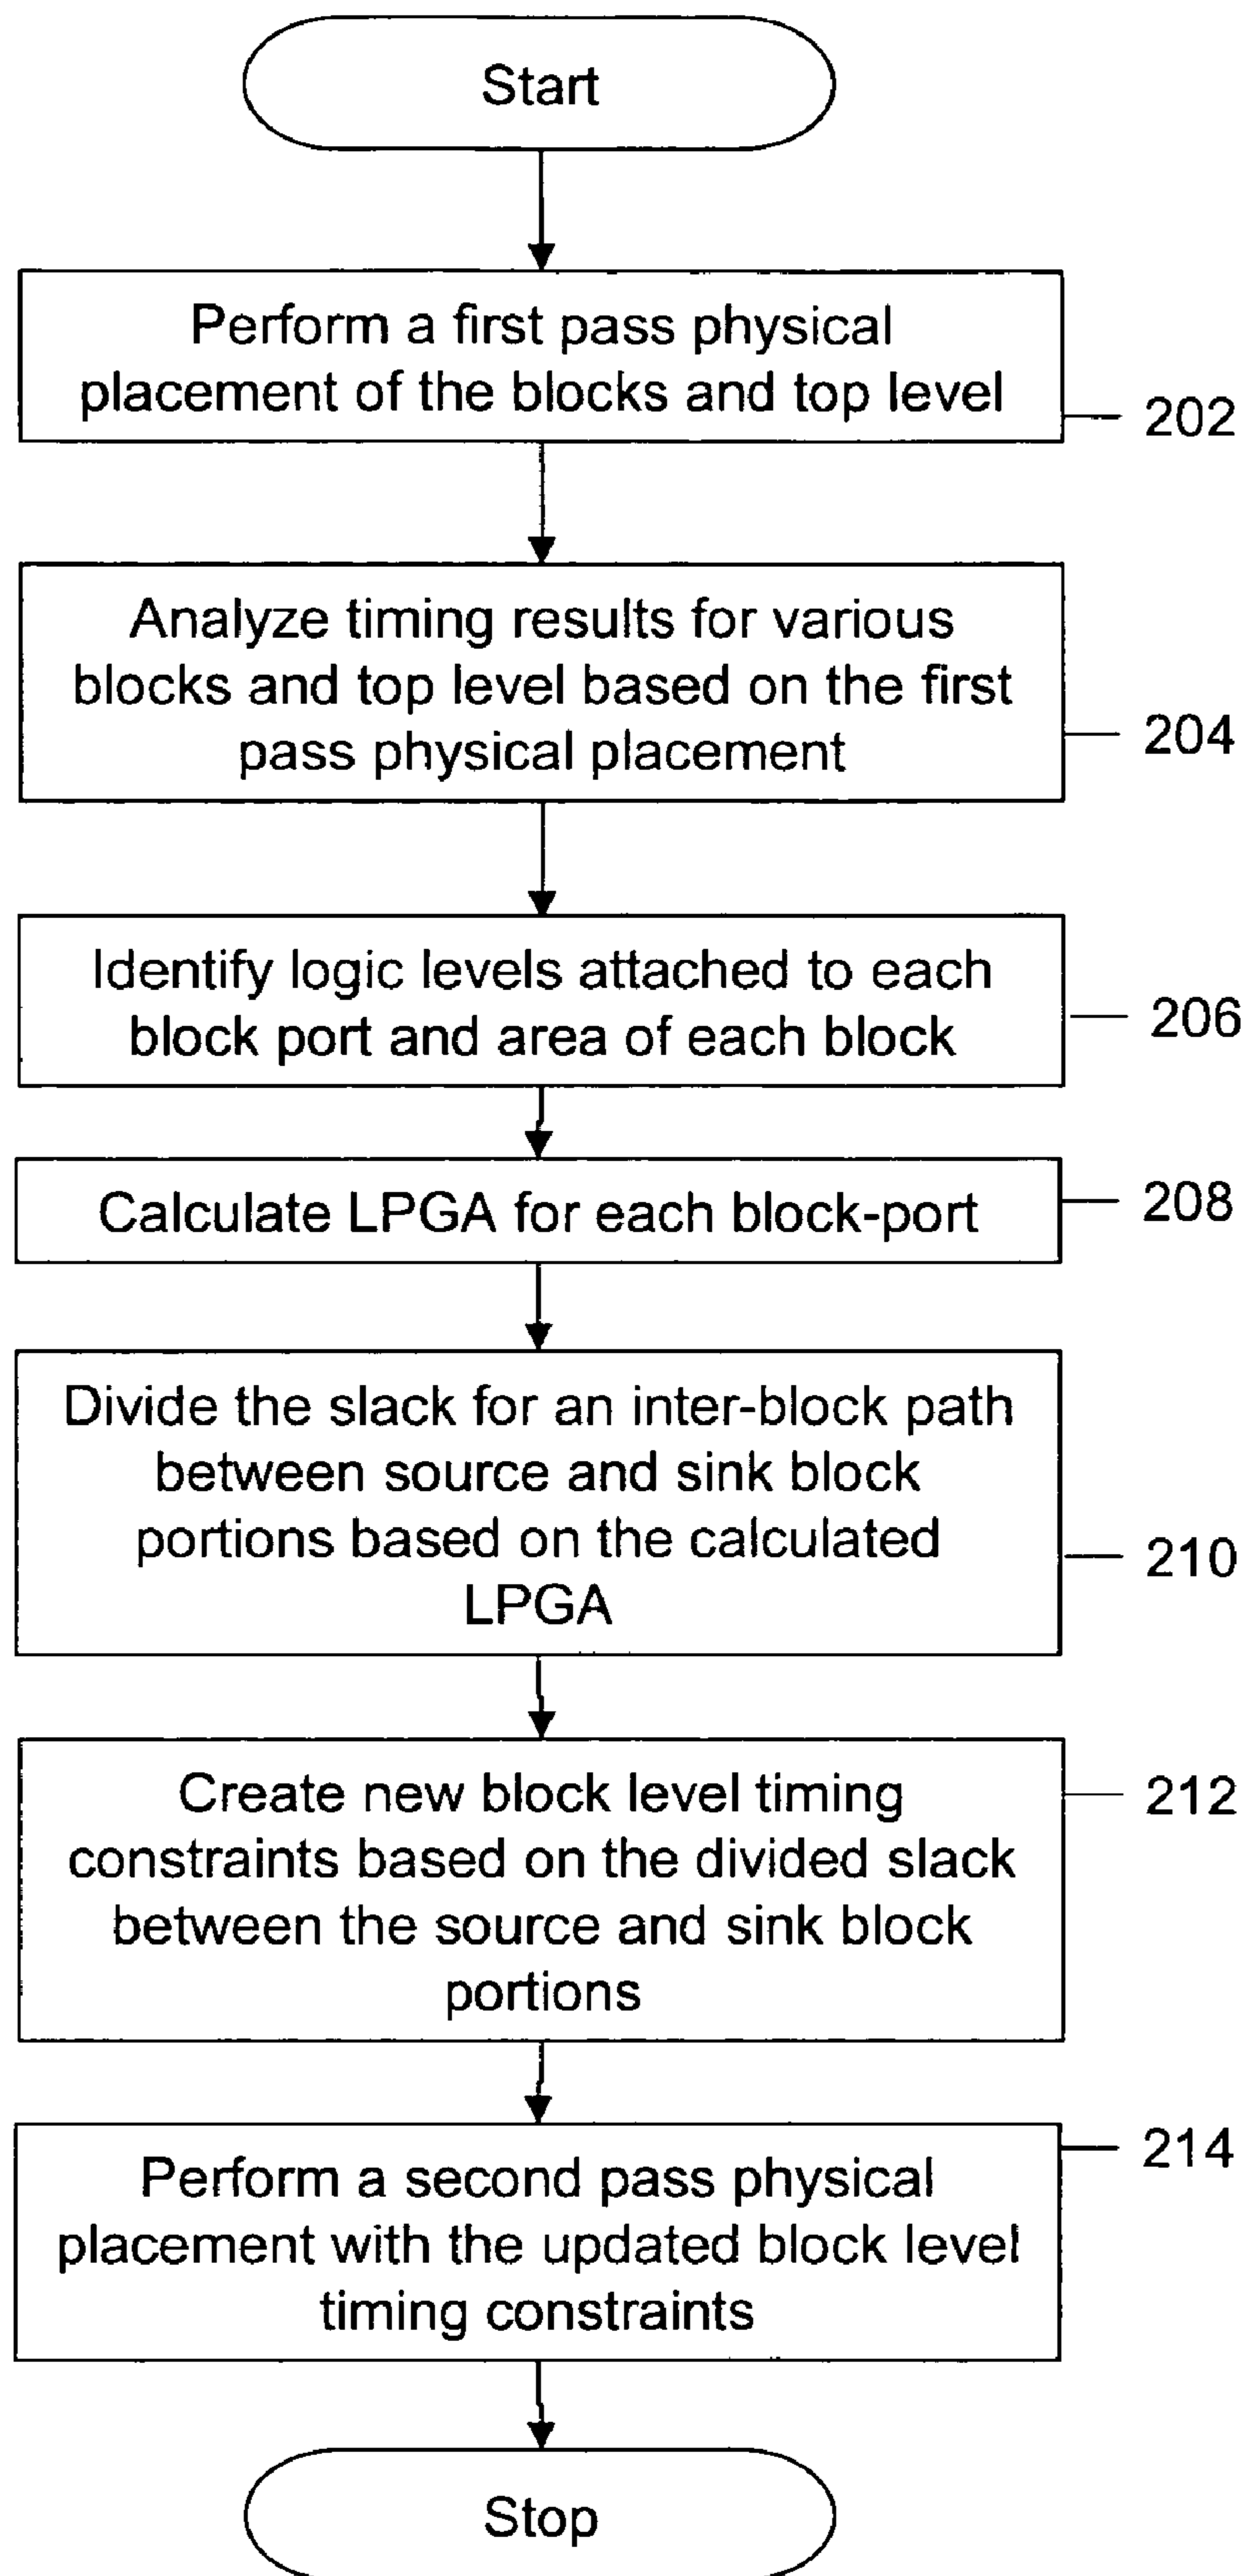 Start
Perform a first pass physical
placement of the blocks and top level
202
Analyze timing results for various
blocks and top level based on the first
pass physical placement
204
Identify logic levels attached to each
block port and area of each block
206
Calculate LPGA for each block-port
208
Divide the slack for an inter-block path
between source and sink block
portions based on the calculated
LPGA
210
Create new block level timing
constraints based on the divided slack
between the source and sink block
portions
212
Perform a second pass physical
placement with the updated block level
timing constraints
214
Stop